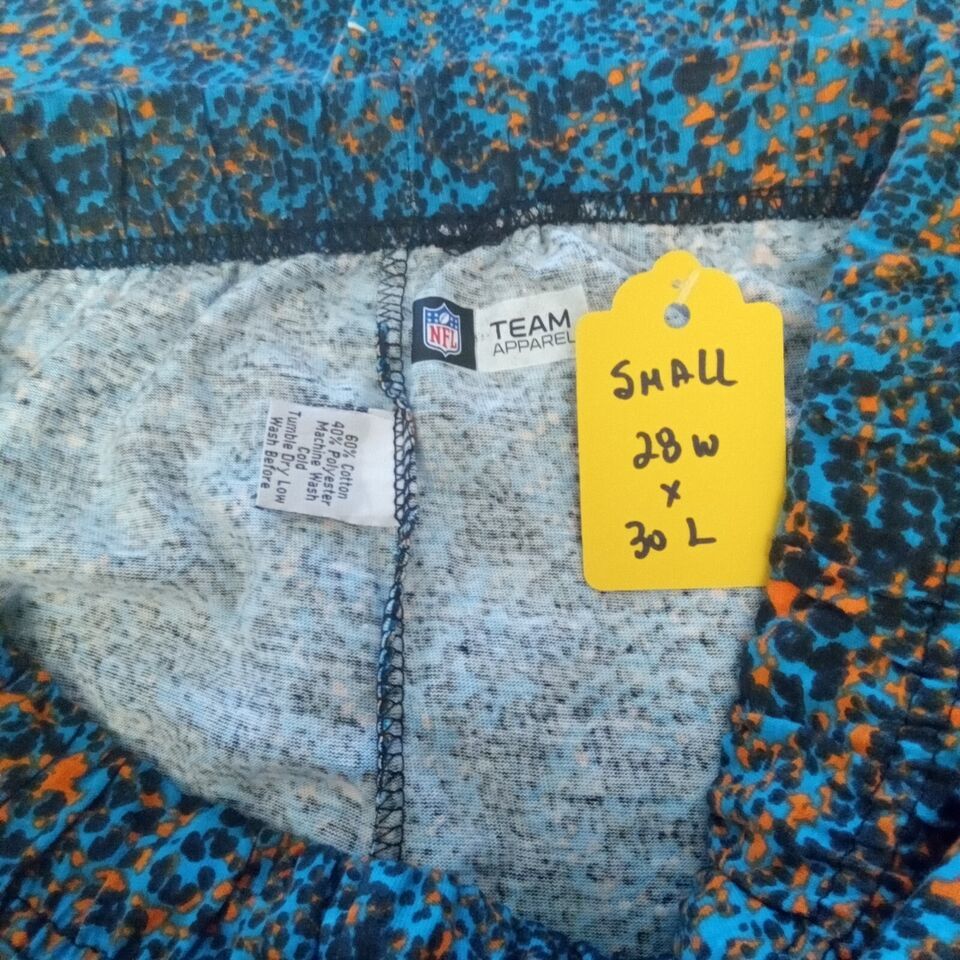 NFL
TEAM
APPAREL
SMALL
28 W
X
30 L
60% Cotton
40% Polyester
Machine Wash
Cold
Tumble Dry Low
Wash Before